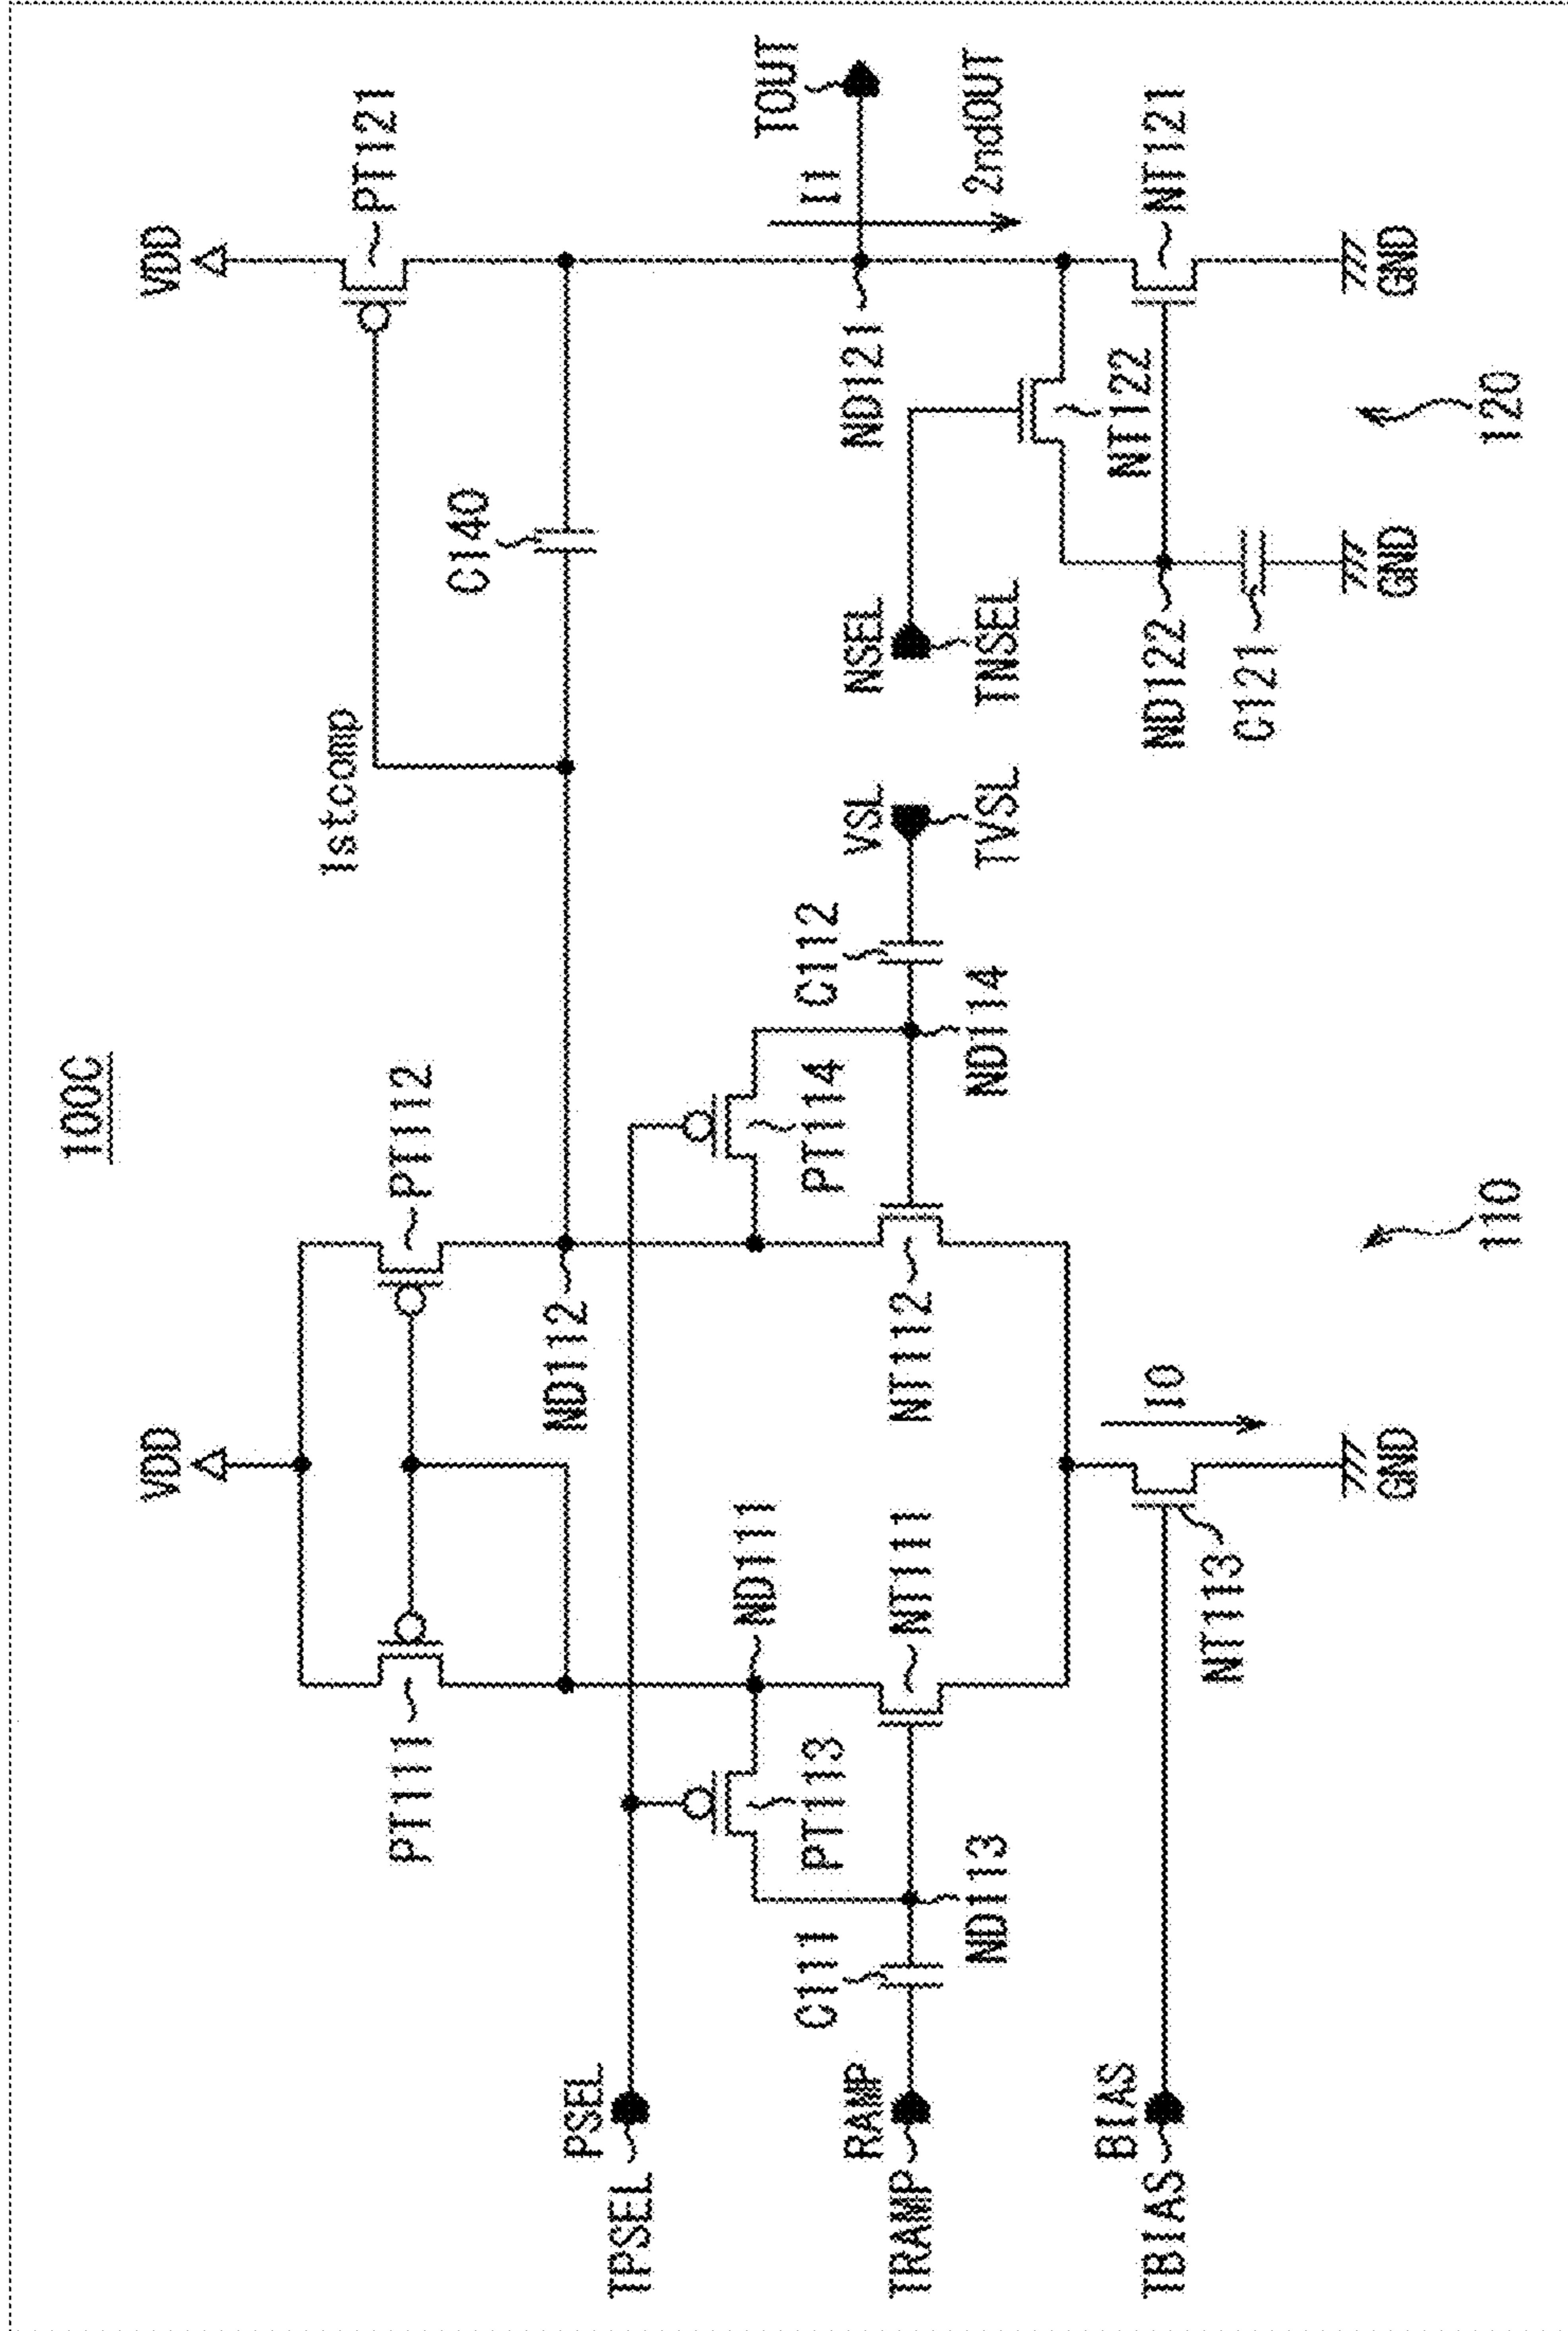 100C
VDD
VDD
PT111
PT112
PT121
1stcomp
C140
ND112
PSEL
TPSEL
ND111
PT113
PT114
C111
C112
RAMP
TRAMP
ND113
NT111
NT112
ND114
VSL
TVSL
NSEL
TNSEL
ND121
TOUT
I1
2ndOUT
NT122
ND122
C121
NT121
BIAS
TBIAS
NT113
I0
GND
GND
GND
110
120